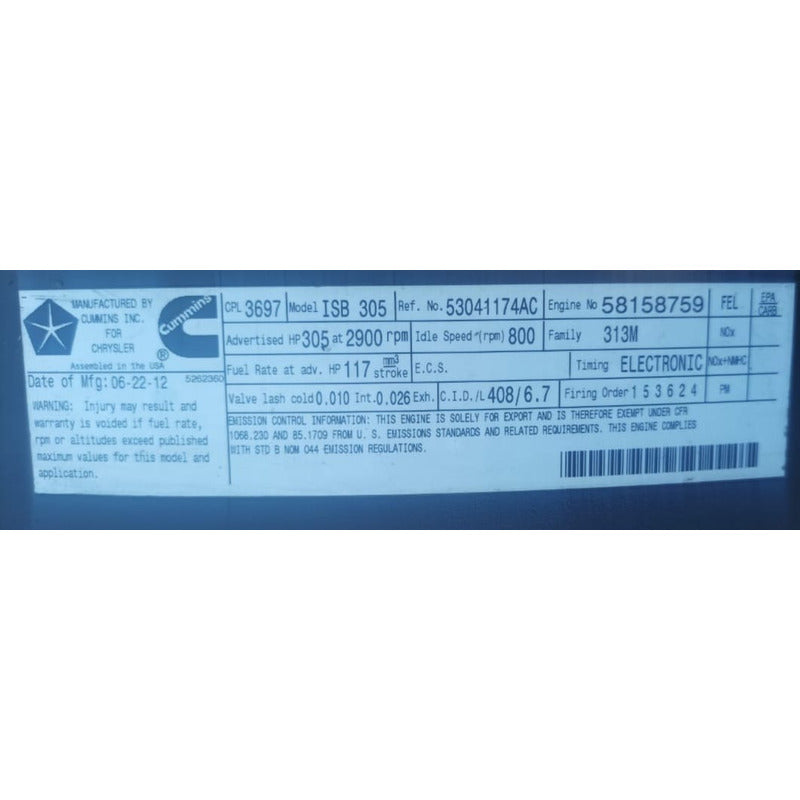 MANUFACTURED BY
CUMMINS INC.
FOR
CHRYSLER
®
Assembled in the USA
Cummins
Date of Mfg: 06-22-12 5262360
WARNING: Injury may result and
warranty is voided if fuel rate,
rpm or altitudes exceed published
maximum values for this model and
application.
CPL 3697 Model ISB 305 Ref. No. 53041174AC Engine No 58158759 FEL EPA CARB
Advertised HP 305 at 2900 rpm Idle Speed (rpm) 800 Family 313M NOx
Fuel Rate at adv. HP 117 mm3 stroke E.C.S. Timing ELECTRONIC NOx+NMHC
Valve lash cold 0.010 Int. 0.026 Exh. C.I.D./L 408/6.7 Firing Order 1 5 3 6 2 4 PM
EMISSION CONTROL INFORMATION: THIS ENGINE IS SOLELY FOR EXPORT AND IS THEREFORE EXEMPT UNDER CFR
1068.230 AND 85.1709 FROM U. S. EMISSIONS STANDARDS AND RELATED REQUIREMENTS. THIS ENGINE COMPLIES
WITH STD B NOM 044 EMISSION REGULATIONS.